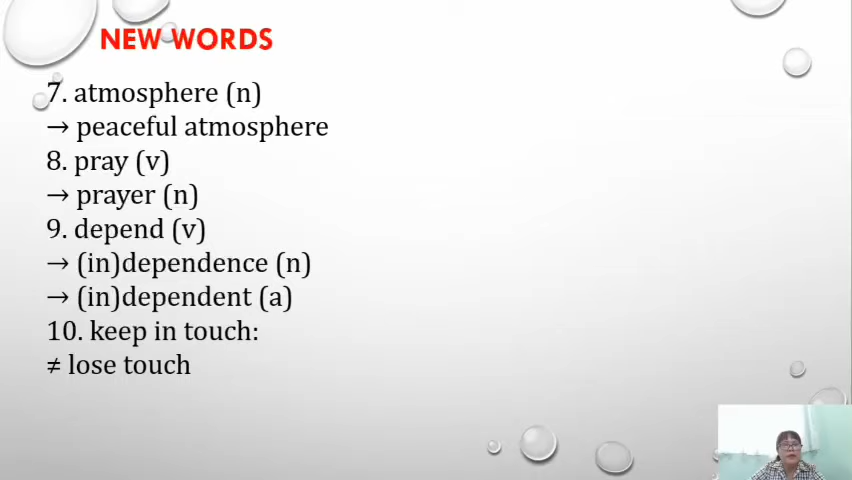 NEW WORDS
7. atmosphere (n)
→ peaceful atmosphere
8. pray (v)
→ prayer (n)
9. depend (v)
→ (in)dependence (n)
→ (in)dependent (a)
10. keep in touch:
≠ lose touch